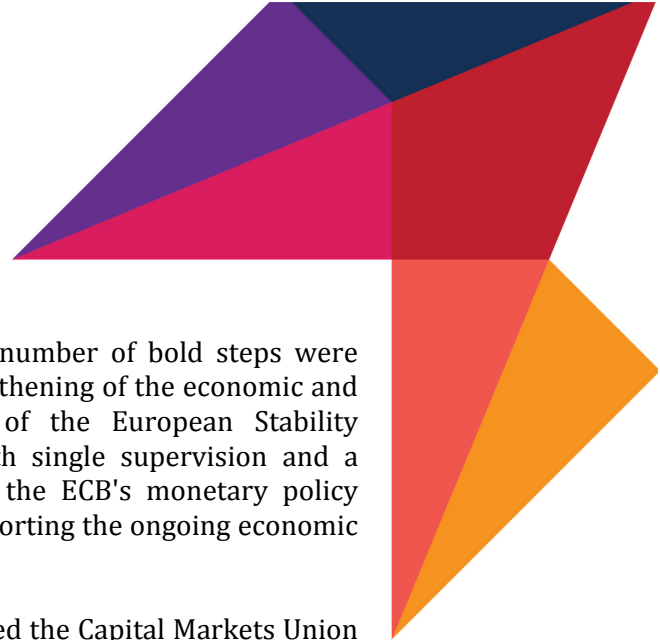 number of bold steps were
thening of the economic and
of the European Stability
single supervision and a
the ECB's monetary policy
orting the ongoing economic
ed the Capital Markets Union